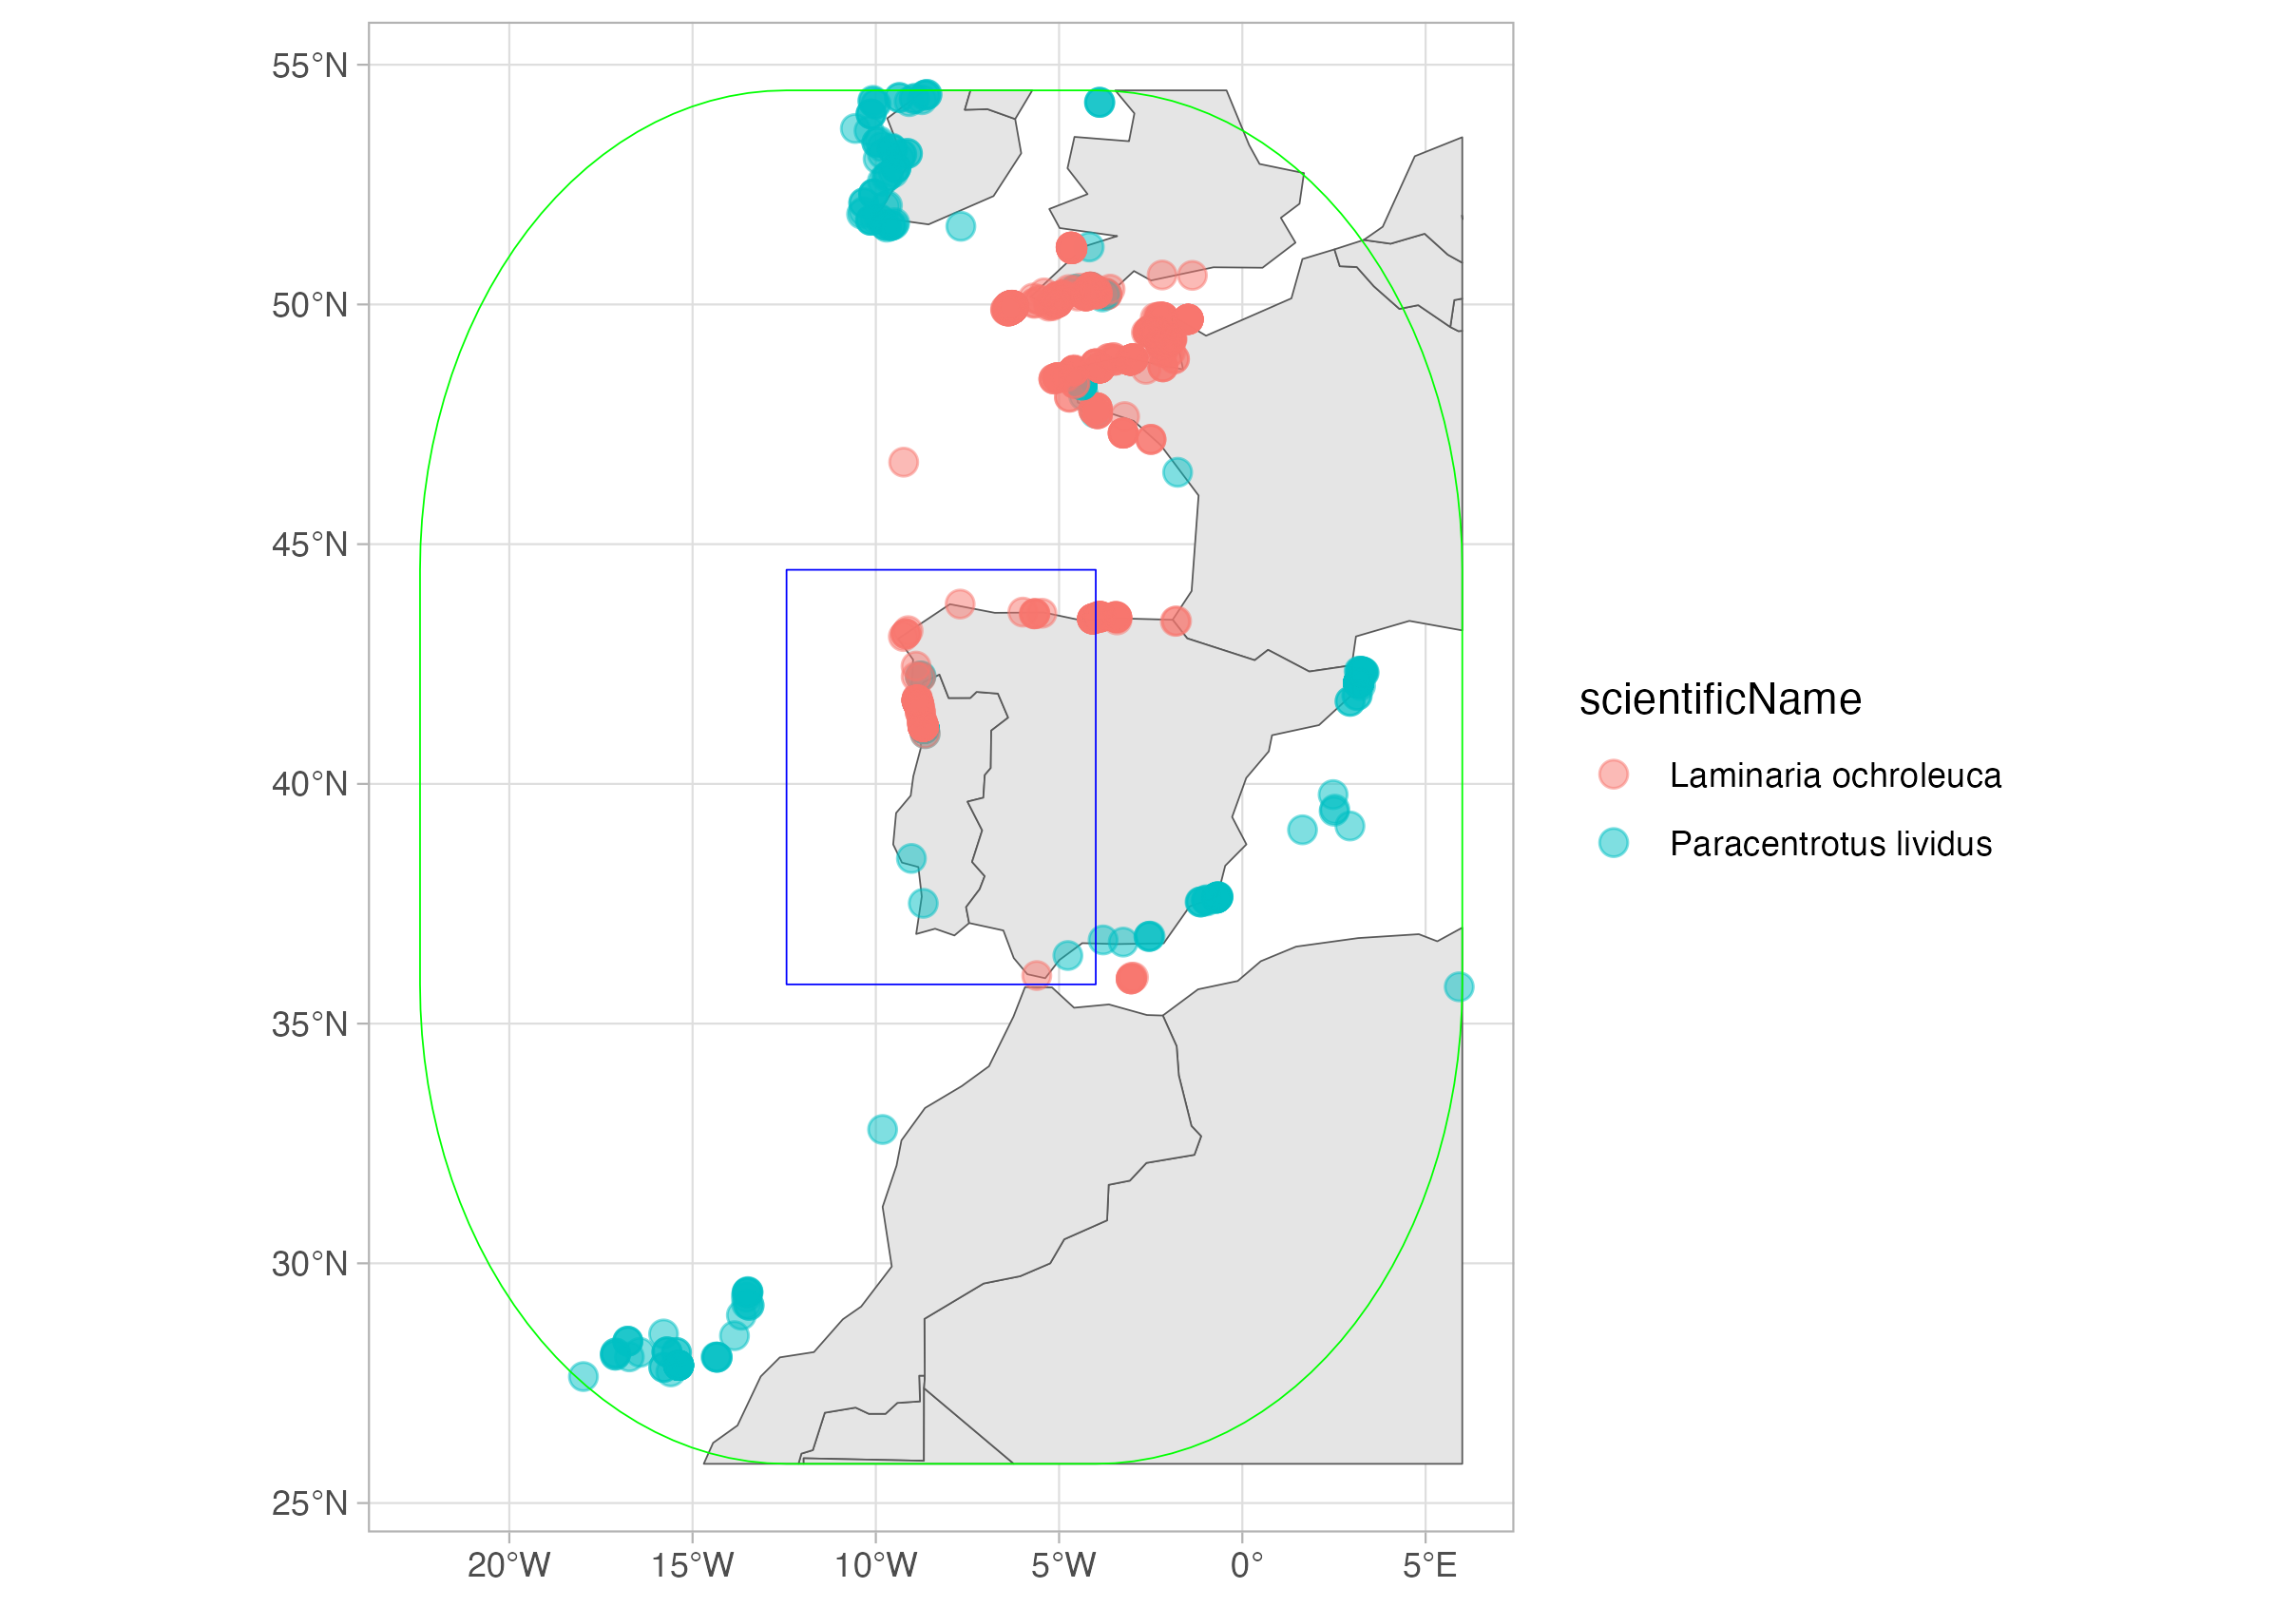 55°N
50°N
45°N
40°N
35°N
30°N
25°N
20°W 15°W 10°W 5°W 0° 5°E
scientificName
Laminaria ochroleuca
Paracentrotus lividus